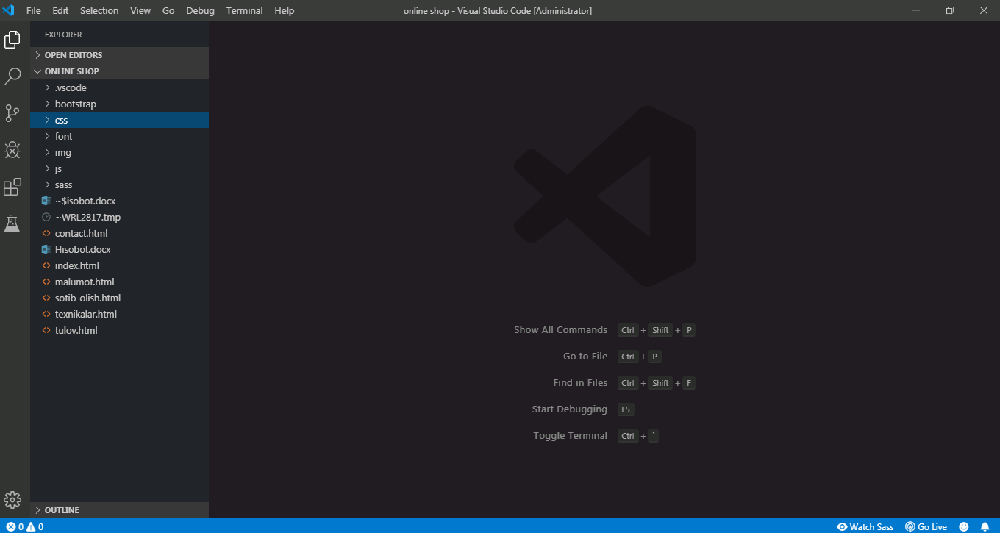 File Edit Selection View Go Debug Terminal Help online shop - Visual Studio Code [Administrator]
EXPLORER
OPEN EDITORS
ONLINE SHOP
.vscode
bootstrap
css
font
img
js
sass
~$isobot.docx
~WRL2817.tmp
contact.html
Hisobot.docx
index.html
malumot.html
sotib-olish.html
texnikalar.html
tulov.html
Show All Commands Ctrl + Shift + P
Go to File Ctrl + P
Find in Files Ctrl + Shift + F
Start Debugging F5
Toggle Terminal Ctrl + `
OUTLINE
0 0 Watch Sass Go Live